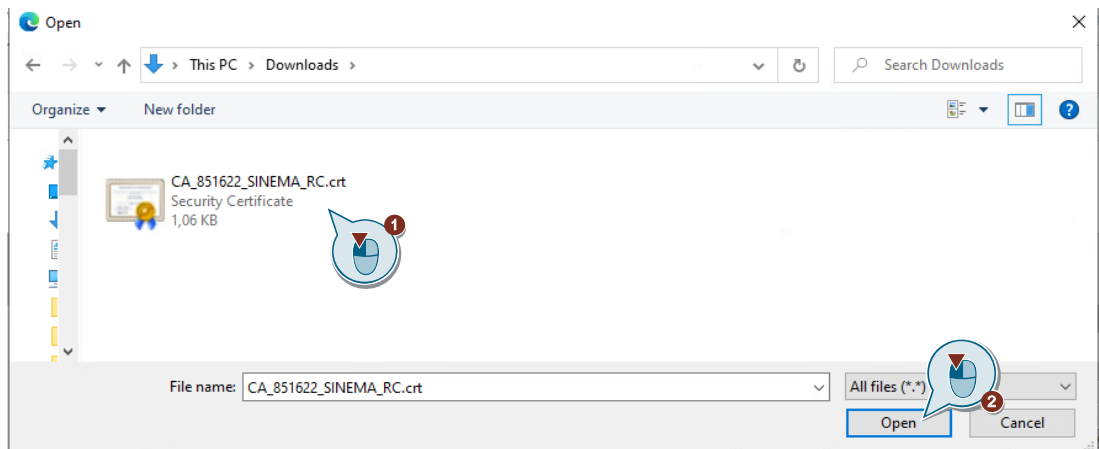 Open
This PC > Downloads >
Search Downloads
Organize
New folder
?
CA_851622_SINEMA_RC.crt
Security Certificate
1,06 KB
1
File name:
CA_851622_SINEMA_RC.crt
All files (*.*)
2
Open
Cancel